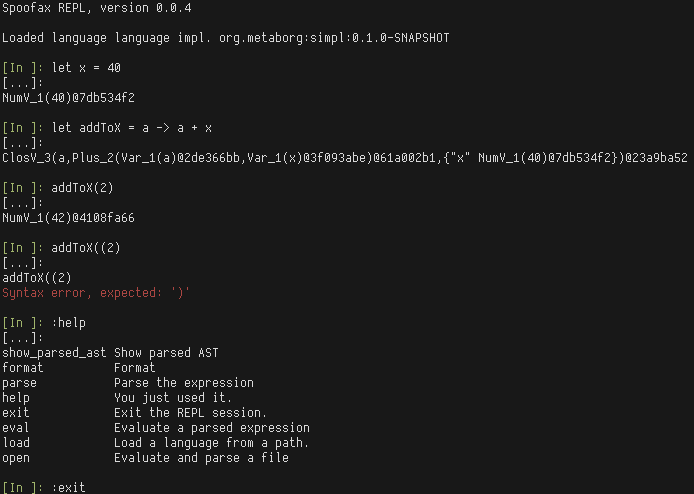 Spoofax REPL, version 0.0.4
Loaded language language impl. org.metaborg:simpl:0.1.0-SNAPSHOT
[In ]: let x = 40
[...]:
NumV_1(40)@7db534f2
[In ]: let addToX = a -> a + x
[...]:
ClosV_3(a,Plus_2(Var_1(a)@2de366bb,Var_1(x)@3f093abe)@61a002b1,{"x" NumV_1(40)@7db534f2})@23a9ba52
[In ]: addToX(2)
[...]:
NumV_1(42)@4108fa66
[In ]: addToX((2)
[...]:
addToX((2)
Syntax error, expected: ')'
[In ]: :help
[...]:
show_parsed_ast Show parsed AST
format Format
parse Parse the expression
help You just used it.
exit Exit the REPL session.
eval Evaluate a parsed expression
load Load a language from a path.
open Evaluate and parse a file
[In ]: :exit